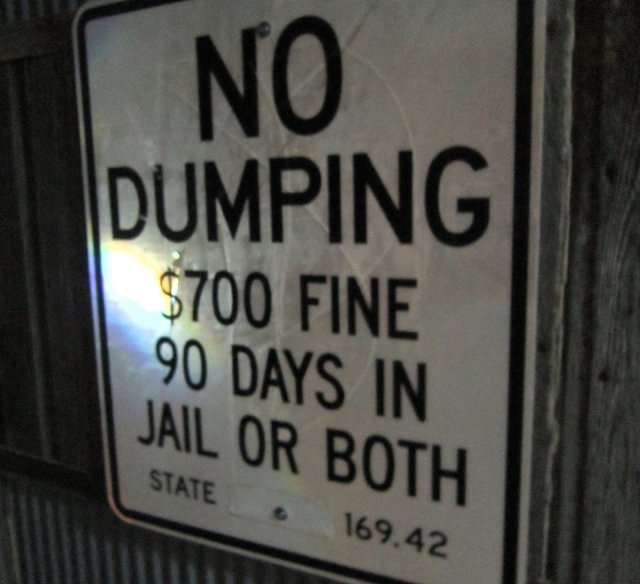 NO
DUMPING
$700 FINE
90 DAYS IN
JAIL OR BOTH
STATE 169.42